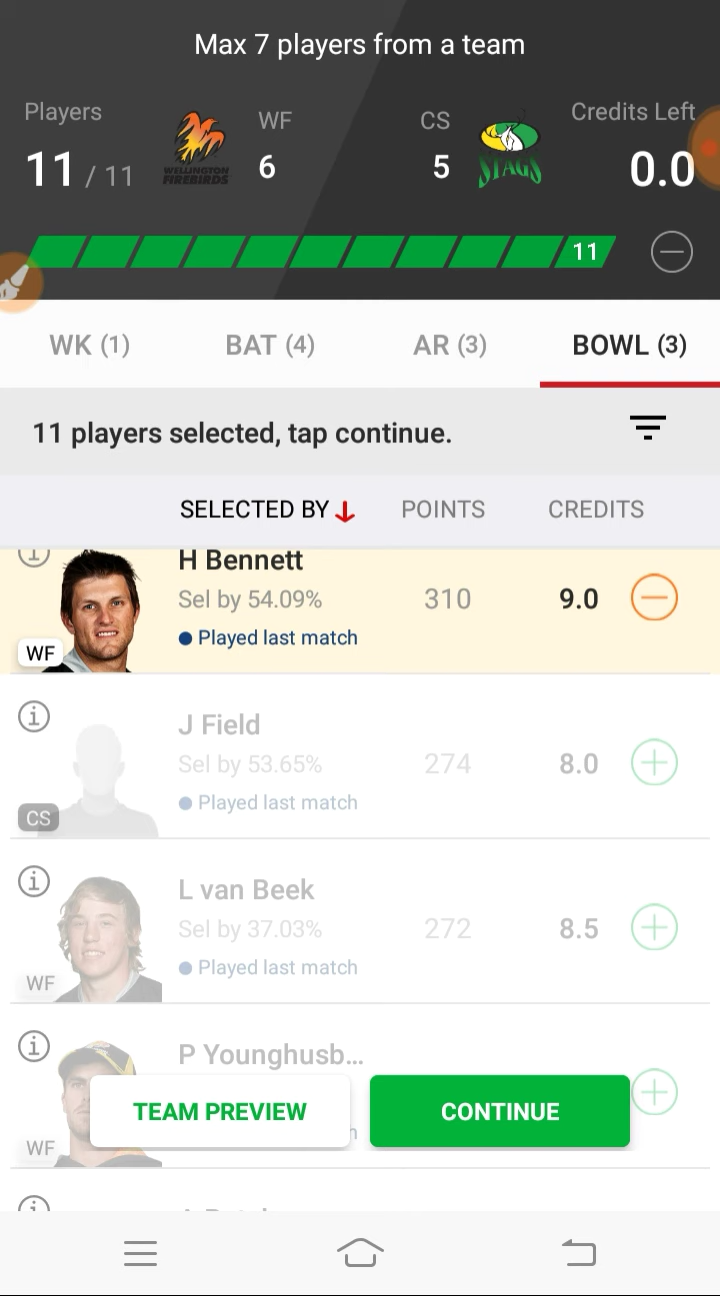 Max 7 players from a team
Players
WF
CS
Credits Left
11 / 11
WELLINGTON
FIREBIRDS
6
5
STAGS
0.0
11
WK (1)
BAT (4)
AR (3)
BOWL (3)
11 players selected, tap continue.
SELECTED BY
POINTS
CREDITS
H Bennett
Sel by 54.09%
310
9.0
Played last match
WF
J Field
Sel by 53.65%
274
8.0
Played last match
CS
L van Beek
Sel by 37.03%
272
8.5
Played last match
WF
P Younghusb...
TEAM PREVIEW
CONTINUE
WF